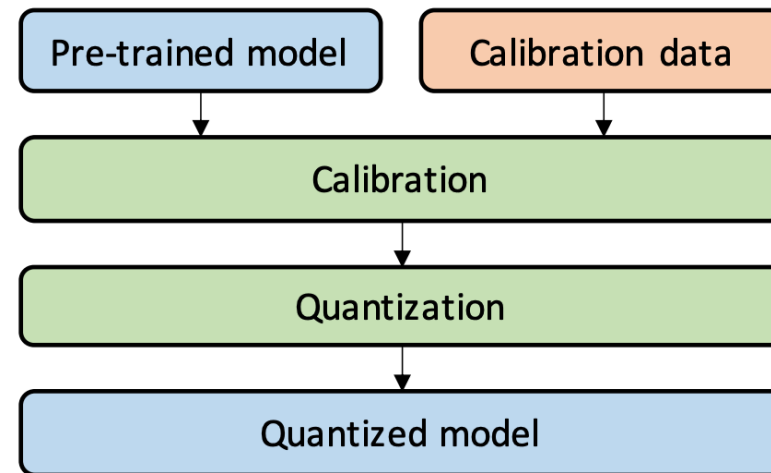 Pre-trained model
Calibration data
Calibration
Quantization
Quantized model